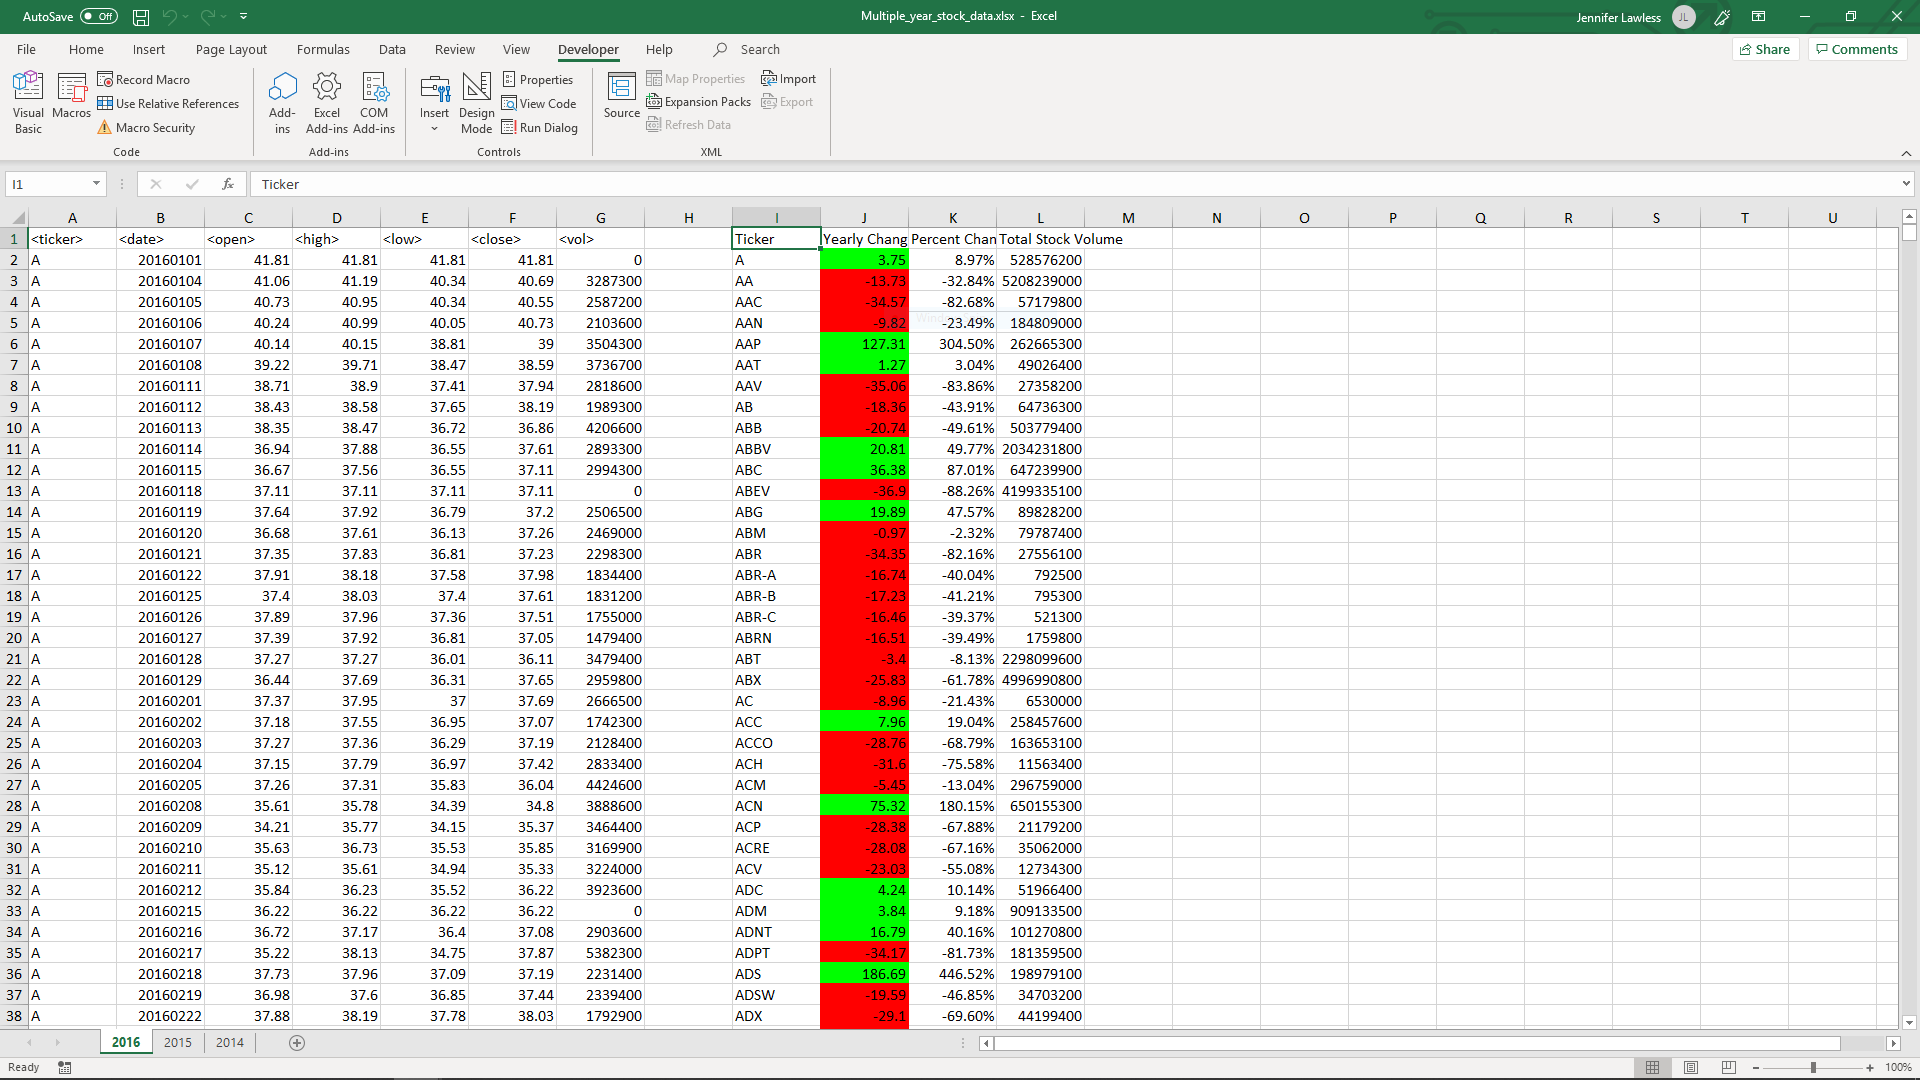 AutoSave Off Multiple_year_stock_data.xlsx - Excel Jennifer Lawless JL
File Home Insert Page Layout Formulas Data Review View Developer Help Search Share Comments
Visual Basic Macros Record Macro Use Relative References Macro Security
Add-ins Excel Add-ins COM Add-ins
Insert Design Mode Properties View Code Run Dialog
Source Map Properties Expansion Packs Refresh Data Import Export
Code Add-ins Controls XML
I1 fx Ticker
A B C D E F G H I J K L M N O P Q R S T U
1 <ticker> <date> <open> <high> <low> <close> <vol> Ticker Yearly Chang Percent Chan Total Stock Volume
2 A 20160101 41.81 41.81 41.81 41.81 0 A 3.75 8.97% 528576200
3 A 20160104 41.06 41.19 40.34 40.69 3287300 AA -13.73 -32.84% 5208239000
4 A 20160105 40.73 40.95 40.34 40.55 2587200 AAC -34.57 -82.68% 57179800
5 A 20160106 40.24 40.99 40.05 40.73 2103600 AAN -9.82 -23.49% 184809000
6 A 20160107 40.14 40.15 38.81 39 3504300 AAP 127.31 304.50% 262665300
7 A 20160108 39.22 39.71 38.47 38.59 3736700 AAT 1.27 3.04% 49026400
8 A 20160111 38.71 38.9 37.41 37.94 2818600 AAV -35.06 -83.86% 27358200
9 A 20160112 38.43 38.58 37.65 38.19 1989300 AB -18.36 -43.91% 64736300
10 A 20160113 38.35 38.47 36.72 36.86 4206600 ABB -20.74 -49.61% 503779400
11 A 20160114 36.94 37.88 36.55 37.61 2893300 ABBV 20.81 49.77% 2034231800
12 A 20160115 36.67 37.56 36.55 37.11 2994300 ABC 36.38 87.01% 647239900
13 A 20160118 37.11 37.11 37.11 37.11 0 ABEV -36.9 -88.26% 4199335100
14 A 20160119 37.64 37.92 36.79 37.2 2506500 ABG 19.89 47.57% 89828200
15 A 20160120 36.68 37.61 36.13 37.26 2469000 ABM -0.97 -2.32% 79787400
16 A 20160121 37.35 37.83 36.81 37.23 2298300 ABR -34.35 -82.16% 27556100
17 A 20160122 37.91 38.18 37.58 37.98 1834400 ABR-A -16.74 -40.04% 792500
18 A 20160125 37.4 38.03 37.4 37.61 1831200 ABR-B -17.23 -41.21% 795300
19 A 20160126 37.89 37.96 37.36 37.51 1755000 ABR-C -16.46 -39.37% 521300
20 A 20160127 37.39 37.92 36.81 37.05 1479400 ABRN -16.51 -39.49% 1759800
21 A 20160128 37.27 37.27 36.01 36.11 3479400 ABT -3.4 -8.13% 2298099600
22 A 20160129 36.44 37.69 36.31 37.65 2959800 ABX -25.83 -61.78% 4996990800
23 A 20160201 37.37 37.95 37 37.69 2666500 AC -8.96 -21.43% 6530000
24 A 20160202 37.18 37.55 36.95 37.07 1742300 ACC 7.96 19.04% 258457600
25 A 20160203 37.27 37.36 36.29 37.19 2128400 ACCO -28.76 -68.79% 163653100
26 A 20160204 37.15 37.79 36.97 37.42 2833400 ACH -31.6 -75.58% 11563400
27 A 20160205 37.26 37.31 35.83 36.04 4424600 ACM -5.45 -13.04% 296759000
28 A 20160208 35.61 35.78 34.39 34.8 3888600 ACN 75.32 180.15% 650155300
29 A 20160209 34.21 35.77 34.15 35.37 3464400 ACP -28.38 -67.88% 21179200
30 A 20160210 35.63 36.73 35.53 35.85 3169900 ACRE -28.08 -67.16% 35062000
31 A 20160211 35.12 35.61 34.94 35.33 3224000 ACV -23.03 -55.08% 12734300
32 A 20160212 35.84 36.23 35.52 36.22 3923600 ADC 4.24 10.14% 51966400
33 A 20160215 36.22 36.22 36.22 36.22 0 ADM 3.84 9.18% 909133500
34 A 20160216 36.72 37.17 36.4 37.08 2903600 ADNT 16.79 40.16% 101270800
35 A 20160217 35.22 38.13 34.75 37.87 5382300 ADPT -34.17 -81.73% 181359500
36 A 20160218 37.73 37.96 37.09 37.19 2231400 ADS 186.69 446.52% 198979100
37 A 20160219 36.98 37.6 36.85 37.44 2339400 ADSW -19.59 -46.85% 34703200
38 A 20160222 37.88 38.19 37.78 38.03 1792900 ADX -29.1 -69.60% 44199400
2016 2015 2014
Ready 100%